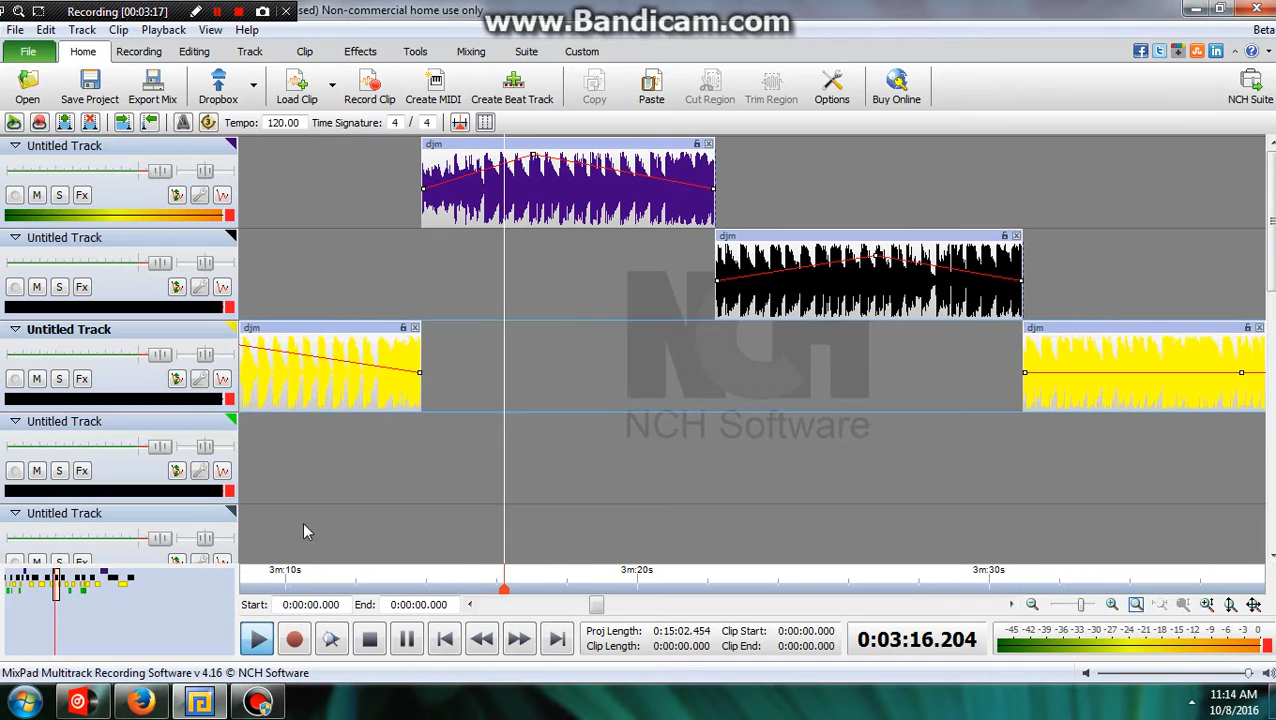 Recording [00:03:17]
sed) Non-commercial home use only
www.Bandicam.com
File Edit Track Clip Playback View Help
Beta
File Home Recording Editing Track Clip Effects Tools Mixing Suite Custom
Open Save Project Export Mix Dropbox Load Clip Record Clip Create MIDI Create Beat Track Copy Paste Cut Region Trim Region Options Buy Online NCH Suite
Tempo: 120.00 Time Signature: 4 / 4
Untitled Track
djm
M S Fx
Untitled Track
djm
M S Fx
Untitled Track
djm
djm
M S Fx
NCH
NCH Software
Untitled Track
M S Fx
Untitled Track
3m:10s 3m:20s 3m:30s
Start: 0:00:00.000 End: 0:00:00.000
Proj Length: 0:15:02.454 Clip Start: 0:00:00.000
Clip Length: 0:00:00.000 Clip End: 0:00:00.000
0:03:16.204
-45 -42 -39 -36 -33 -30 -27 -24 -21 -18 -15 -12 -9 -6 -3 0
MixPad Multitrack Recording Software v 4.16 © NCH Software
11:14 AM
10/8/2016